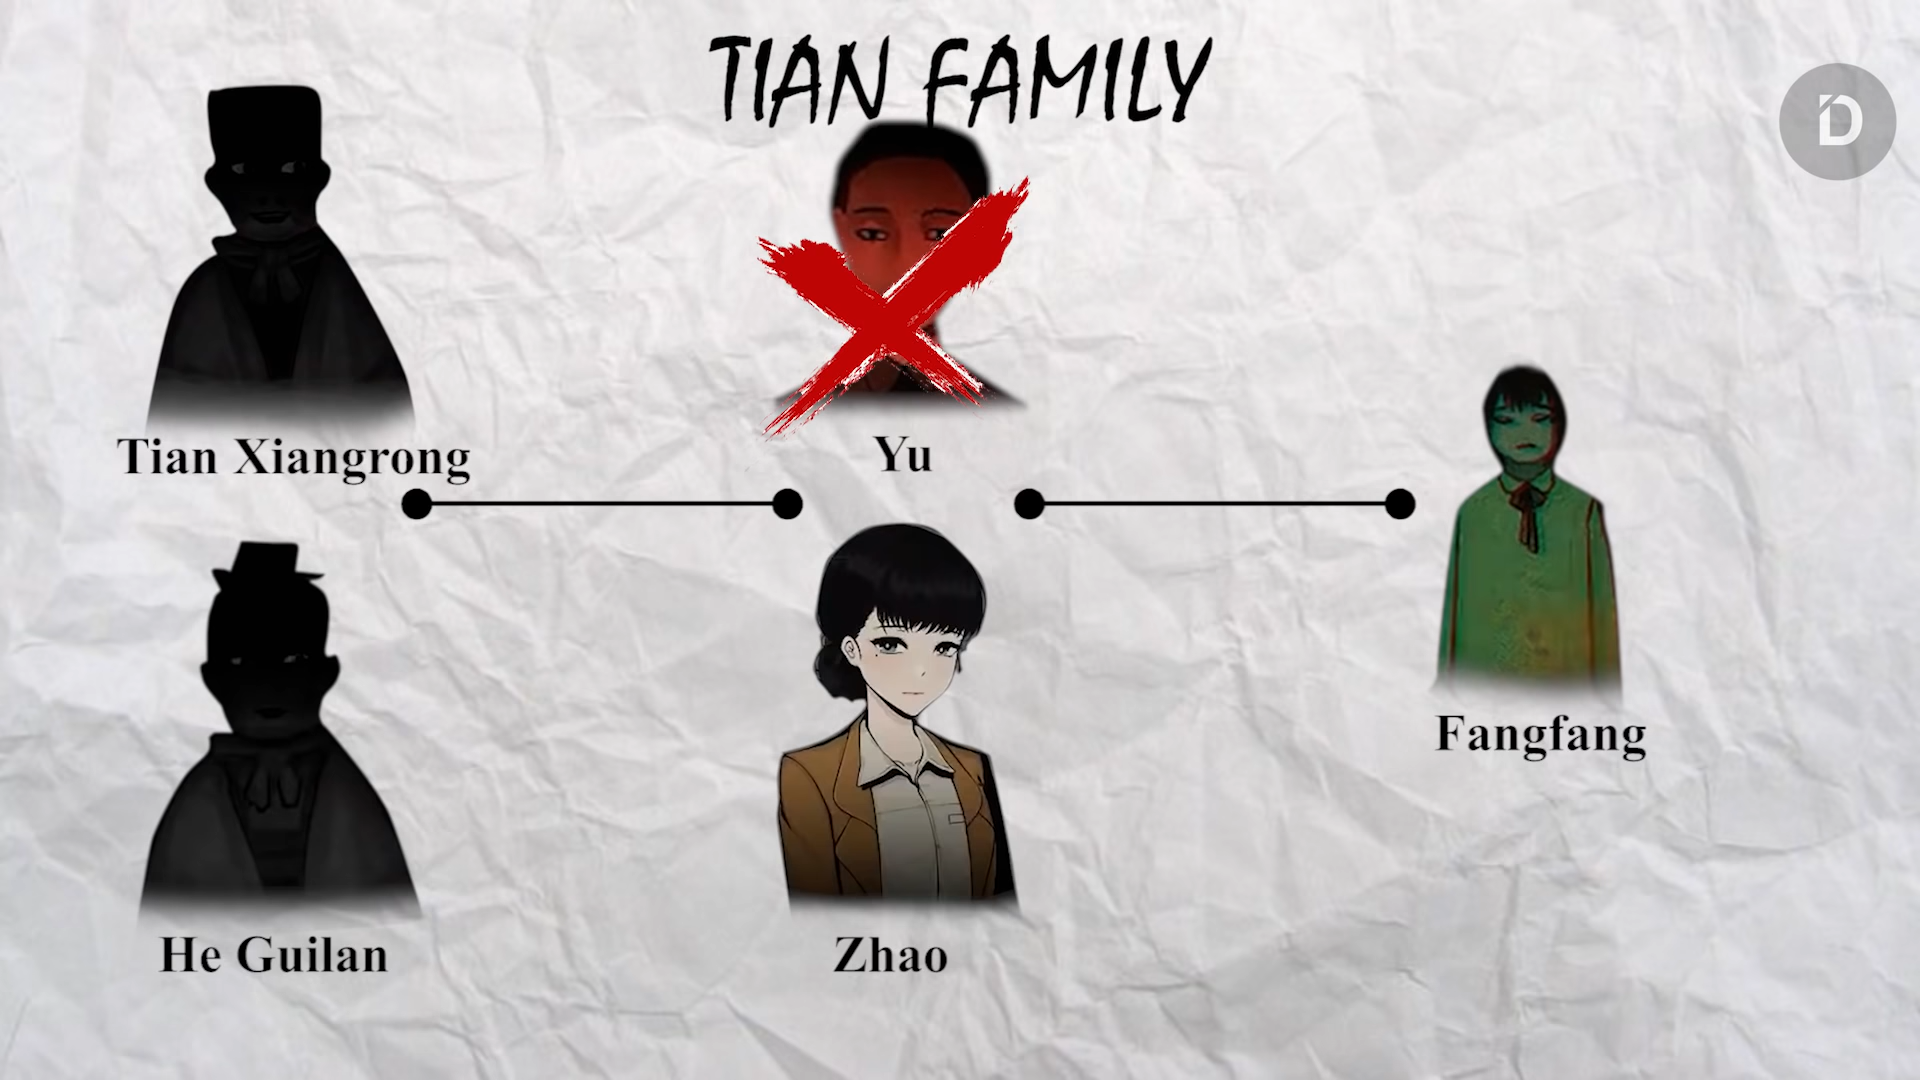 TIAN FAMILY
D
Tian Xiangrong
Yu
Fangfang
He Guilan
Zhao